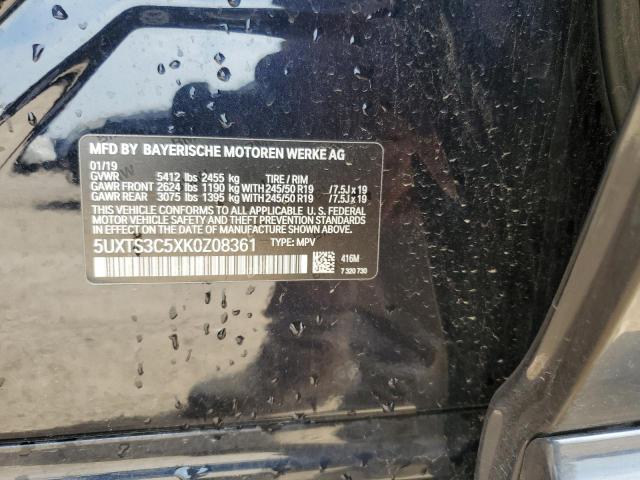 MFD BY BAYERISCHE MOTOREN WERKE AG
01/19
GVWR 5412 lbs 2455 kg TIRE / RIM
GAWR FRONT 2624 lbs 1190 kg WITH 245/50 R19 /7.5J x 19
GAWR REAR 3075 lbs 1395 kg WITH 245/50 R19 /7.5J x 19
THIS VEHICLE CONFORMS TO ALL APPLICABLE U. S. FEDERAL
MOTOR VEHICLE SAFETY, BUMPER, AND THEFT PREVENTION STANDARDS
IN EFFECT ON THE DATE OF MANUFACTURE SHOWN ABOVE.
5UXTS3C5XK0Z08361 TYPE: MPV
416M
7 320 730